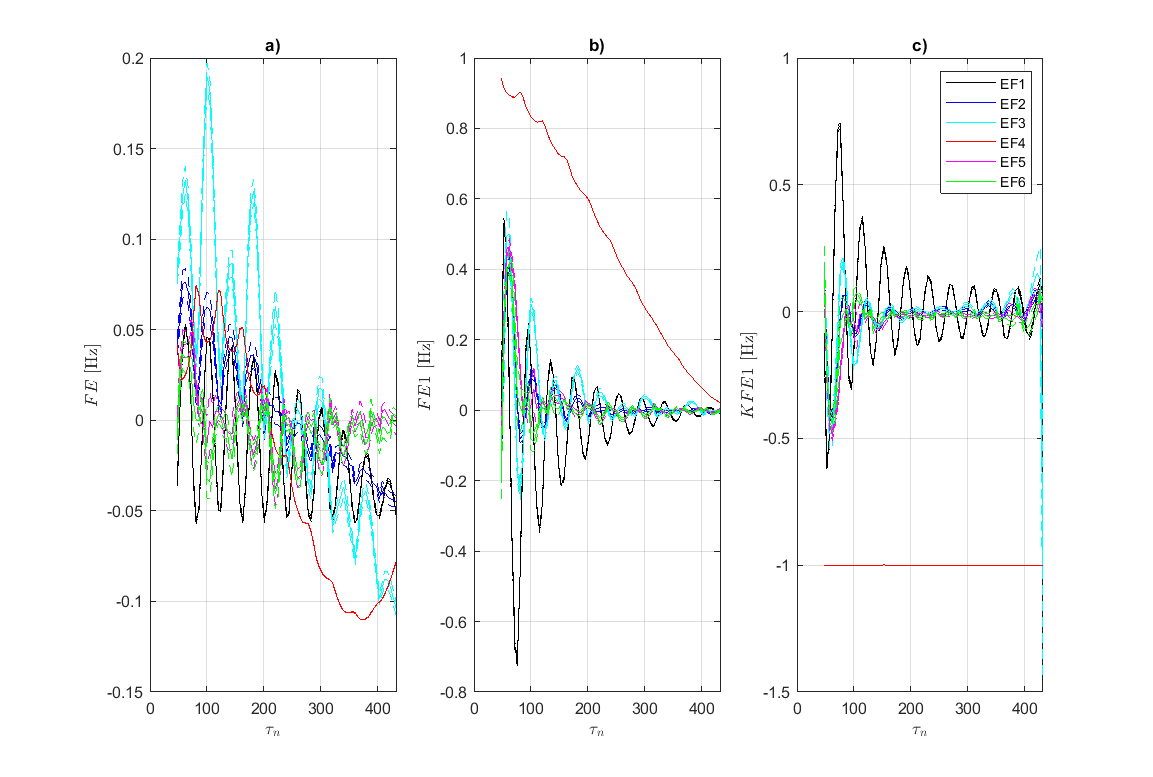 a)
0.2
0.15
0.1
0.05
0
-0.05
-0.1
-0.15
FE [Hz]
0 100 200 300 400
τn
b)
1
0.8
0.6
0.4
0.2
0
-0.2
-0.4
-0.6
-0.8
FE1 [Hz]
0 100 200 300 400
τn
c)
1
0.5
0
-0.5
-1
-1.5
KFE1 [Hz]
0 100 200 300 400
τn
EF1
EF2
EF3
EF4
EF5
EF6